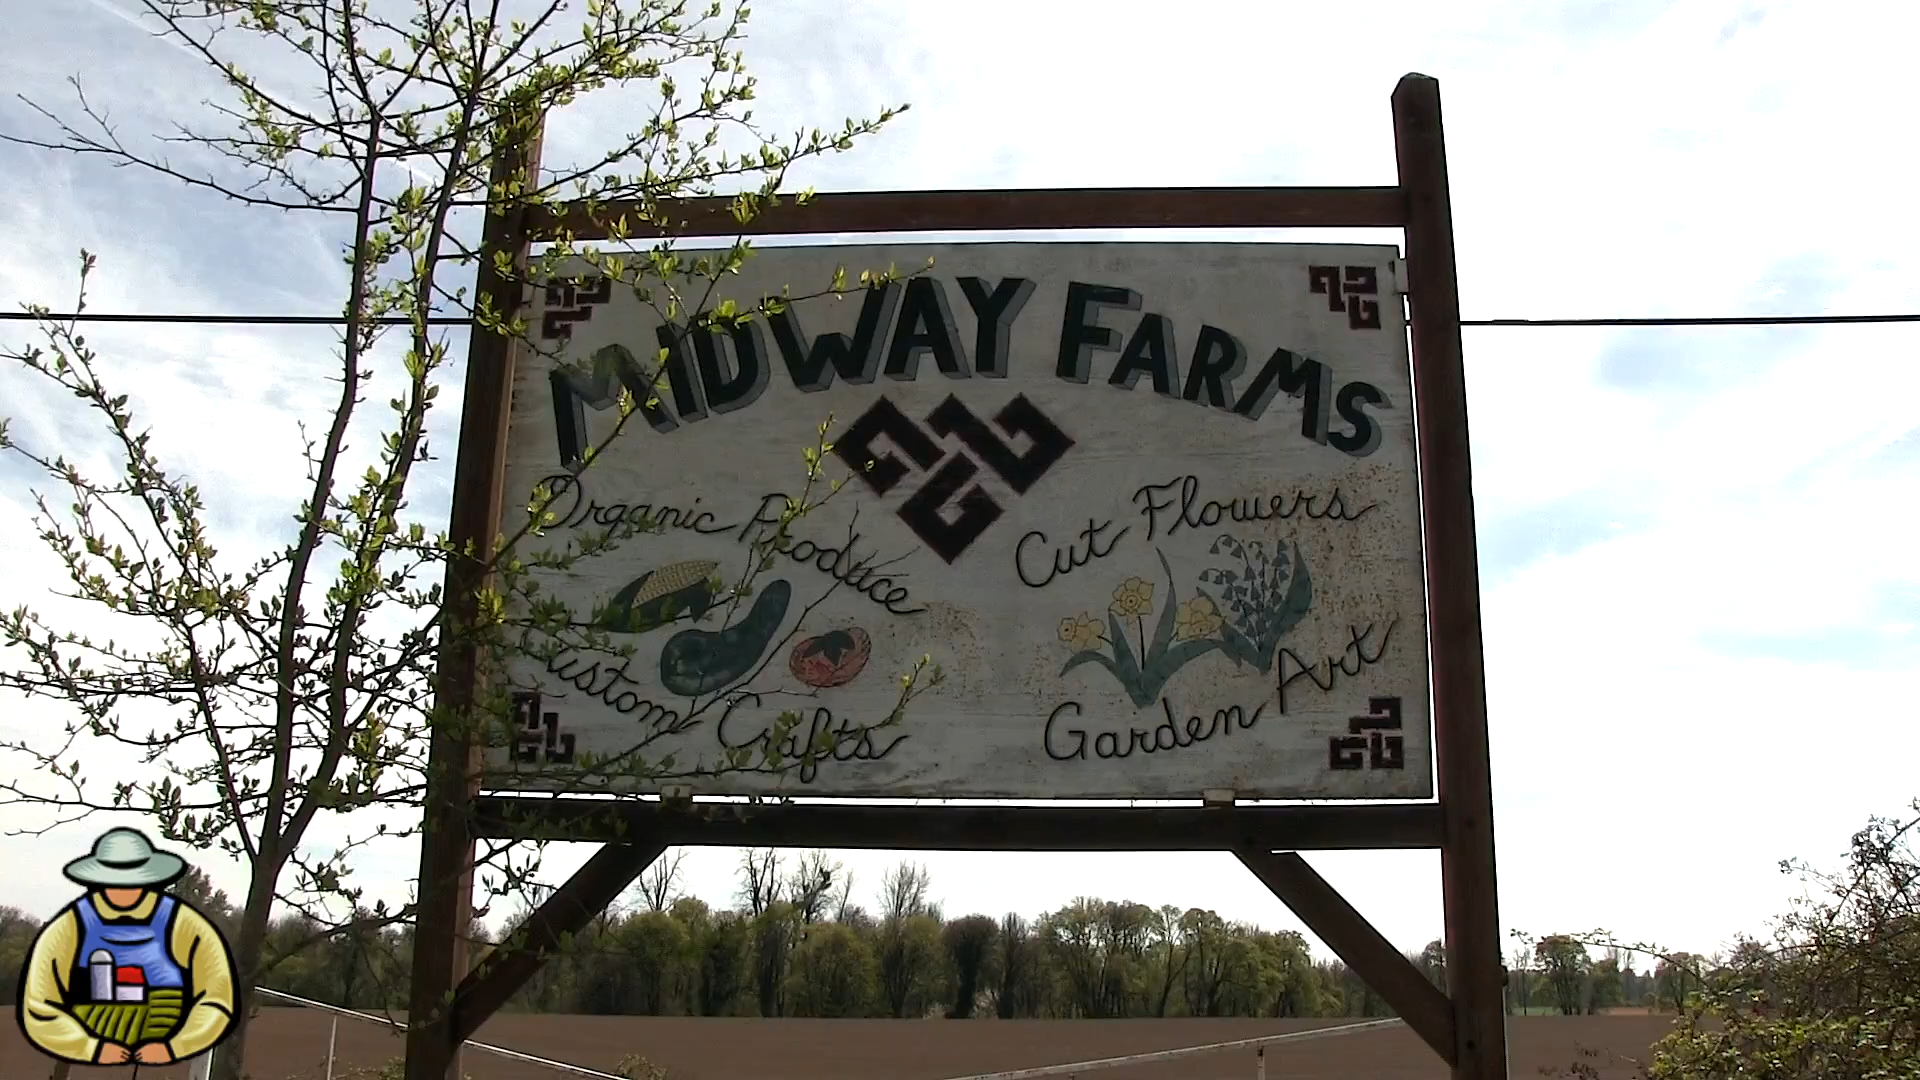 MIDWAY FARMS
Organic Produce
Cut Flowers
Custom Crafts
Garden Art